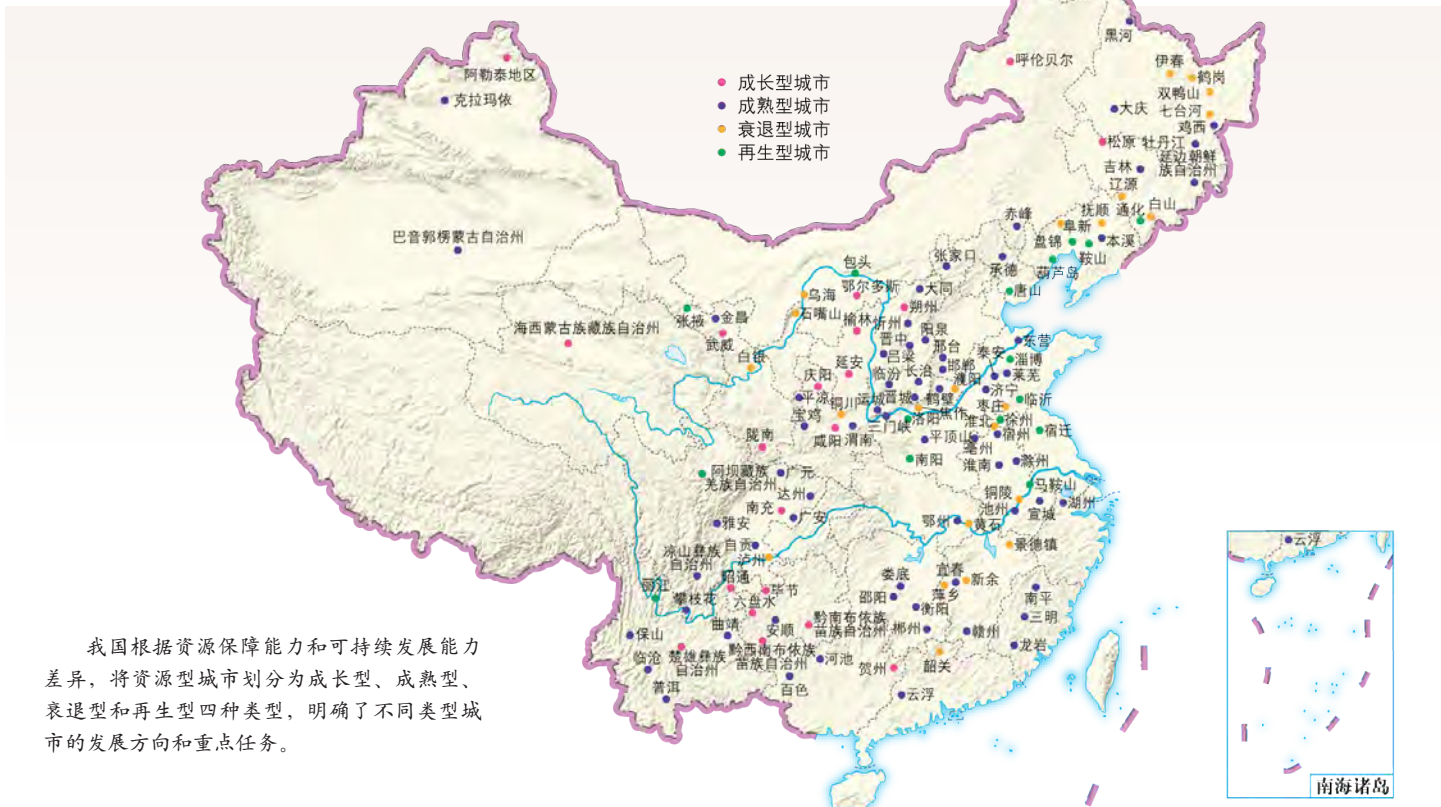 黑河
呼伦贝尔
伊春
鹤岗
双鸭山
七台河
大庆
鸡西
松原
牡丹江
延边朝鲜
族自治州
吉林
辽源
阿勒泰地区
克拉玛依
成长型城市
成熟型城市
衰退型城市
再生型城市
赤峰
抚顺
通化
白山
阜新
盘锦
本溪
鞍山
葫芦岛
巴音郭楞蒙古自治州
包头
张家口
承德
鄂尔多斯
大同
唐山
乌海
石嘴山
朔州
榆林
忻州
张掖
金昌
武威
海西蒙古族藏族自治州
白银
阳泉
晋中
吕梁
邢台
东营
泰安
淄博
莱芜
延安
庆阳
临汾
长治
邯郸
濮阳
济宁
平凉
铜川
运城
晋城
鹤壁
枣庄
临沂
宝鸡
咸阳
渭南
三门峡
洛阳
焦作
淮北
徐州
宿迁
陇南
平顶山
亳州
宿州
南阳
淮南
滁州
阿坝藏族
羌族自治州
广元
达州
马鞍山
铜陵
池州
宣城
湖州
南充
广安
雅安
鄂州
黄石
自贡
泸州
景德镇
凉山彝族
自治州
昭通
毕节
娄底
宜春
新余
丽江
攀枝花
六盘水
邵阳
萍乡
衡阳
南平
三明
保山
曲靖
安顺
黔南布依族
苗族自治州
郴州
赣州
龙岩
临沧
楚雄彝族
自治州
黔西南布依族
苗族自治州
河池
贺州
韶关
普洱
百色
云浮
云浮
南海诸岛
我国根据资源保障能力和可持续发展能力
差异，将资源型城市划分为成长型、成熟型、
衰退型和再生型四种类型，明确了不同类型城
市的发展方向和重点任务。